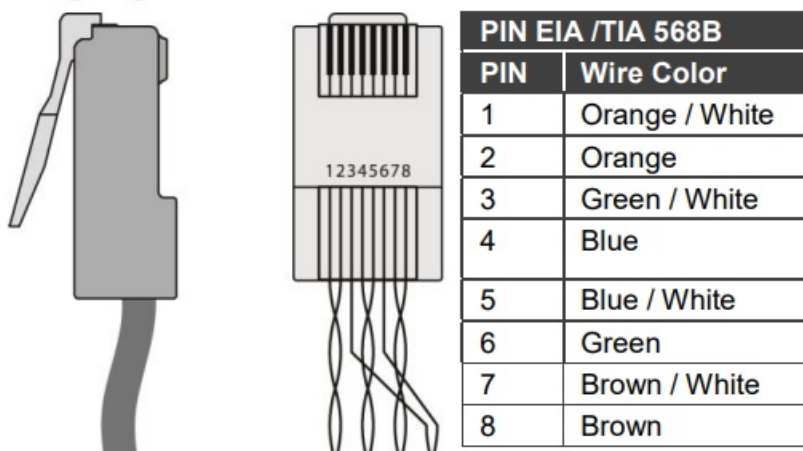 12345678
PIN EIA /TIA 568B
PIN Wire Color
1 Orange / White
2 Orange
3 Green / White
4 Blue
5 Blue / White
6 Green
7 Brown / White
8 Brown